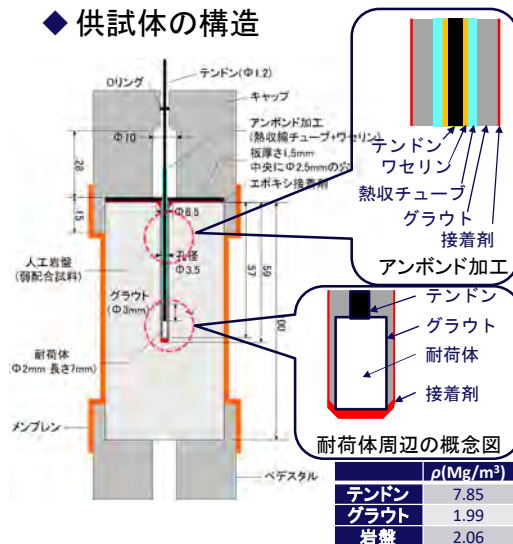 ◆ 供試体の構造
テンドン(Φ1.2)
Oリング
キャップ
Φ10
アンボンド加工
(熱収縮チューブ+ワセリン)
板厚さ1.5mm
中央にΦ2.5mmの穴
エポキシ接着剤
28
15
Φ6.5
人工岩盤
(弱配合試料)
孔径
Φ3.5
57
59
グラウト
(Φ3mm)
00
耐荷体
(Φ2mm 長さ7mm)
メンブレン
ペデスタル
テンドン
ワセリン
熱収チューブ
グラウト
接着剤
アンボンド加工
テンドン
グラウト
耐荷体
接着剤
耐荷体周辺の概念図
ρ(Mg/m³)
テンドン 7.85
グラウト 1.99
岩盤 2.06